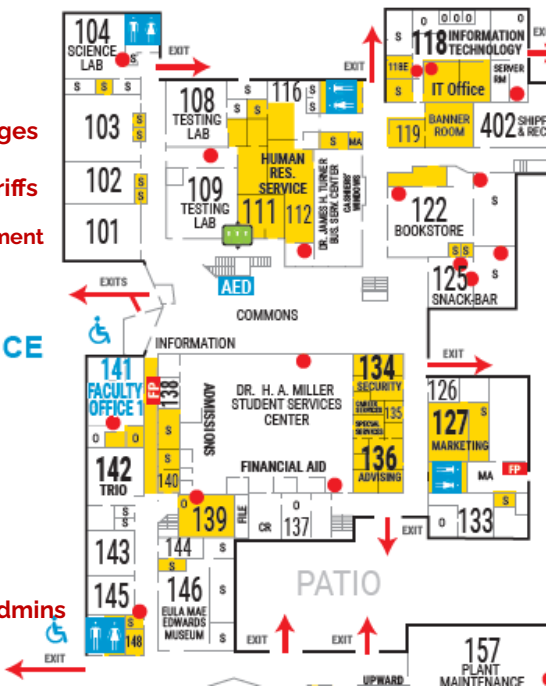 104
SCIENCE
LAB
S
EXIT
S
S
S
103
S
S
102
S
S
101
EXITS
108
TESTING
LAB
109
TESTING
LAB
S
S
S
116
S
S
S
MA
HUMAN
RES.
SERVICE
111
112
DR. JAMES H. TURNER
BUS. SERV. CENTER
CASHIERS'
WINDOWS
AED
COMMONS
INFORMATION
EXIT
O
O
O
O
O
118 INFORMATION
TECHNOLOGY
118E
S
IT Office
SERVER
RM
119
BANNER
ROOM
402
SHIPP
& REC
122
BOOKSTORE
S
S
S
S
125
SNACK-BAR
EXIT
ges
riffs
ment
CE
141
FACULTY
OFFICE 1
O
O
FP
138
S
S
140
ADMISSIONS
DR. H. A. MILLER
STUDENT SERVICES
CENTER
FINANCIAL AID
134
SECURITY
CAREER
SERVICES
135
SPECIAL
SERVICES
136
ADVISING
126
S
127
MARKETING
MA
FP
S
O
133
142
TRIO
S
S
O
139
FILE
CR
O
137
EXIT
143
144
S
S
145
146
EULA MAE
EDWARDS
MUSEUM
S
S
S
148
dmins
EXIT
PATIO
EXIT
EXIT
157
PLANT
MAINTENANCE
UPWARD